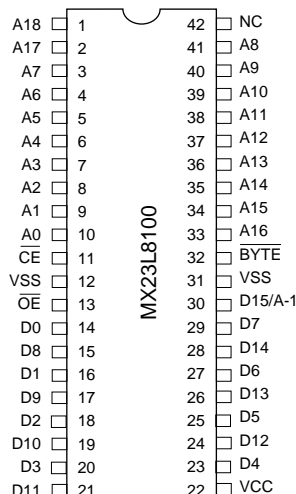 A18 1 42 NC
A17 2 41 A8
A7 3 40 A9
A6 4 39 A10
A5 5 38 A11
A4 6 37 A12
A3 7 36 A13
A2 8 35 A14
A1 9 34 A15
A0 10 33 A16
CE 11 32 BYTE
VSS 12 31 VSS
OE 13 30 D15/A-1
D0 14 29 D7
D8 15 28 D14
D1 16 27 D6
D9 17 26 D13
D2 18 25 D5
D10 19 24 D12
D3 20 23 D4
D11 21 22 VCC
MX23L8100